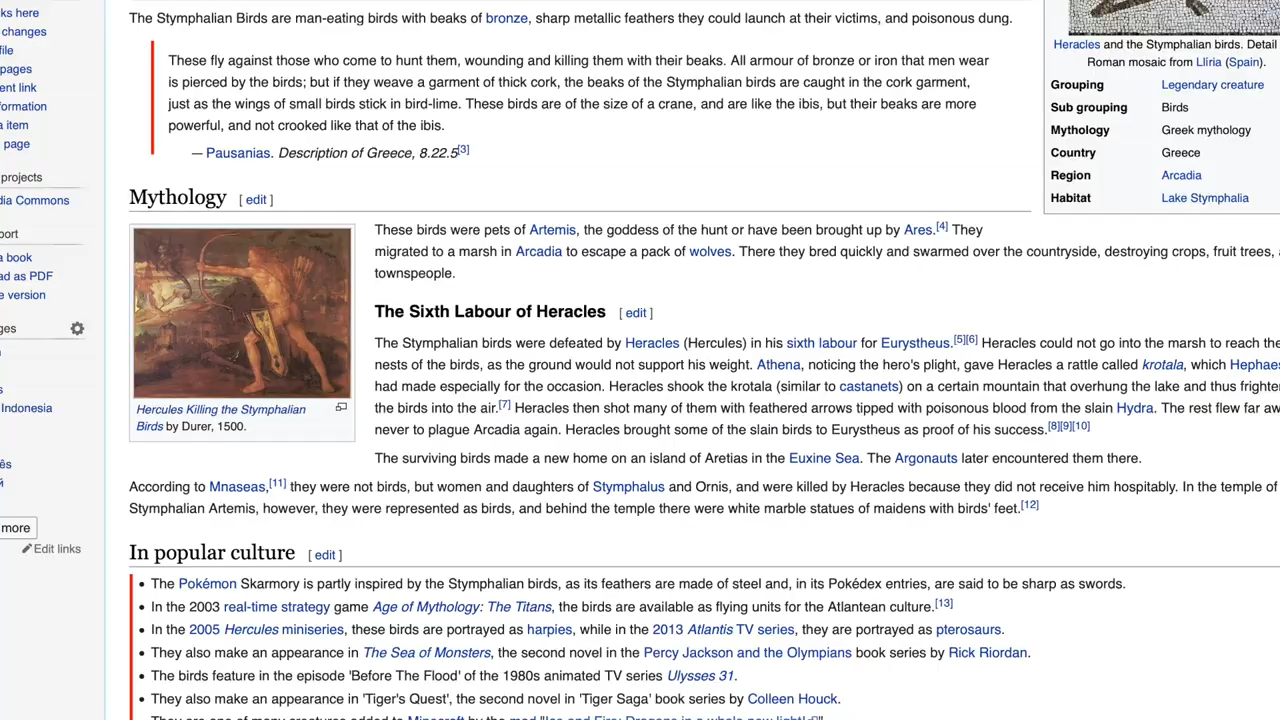 ks here
changes
file
pages
ent link
formation
a item
page
projects
dia Commons
port
a book
ad as PDF
e version
ges
Indonesia
ês
й
more
Edit links
The Stymphalian Birds are man-eating birds with beaks of bronze, sharp metallic feathers they could launch at their victims, and poisonous dung.
These fly against those who come to hunt them, wounding and killing them with their beaks. All armour of bronze or iron that men wear
is pierced by the birds; but if they weave a garment of thick cork, the beaks of the Stymphalian birds are caught in the cork garment,
just as the wings of small birds stick in bird-lime. These birds are of the size of a crane, and are like the ibis, but their beaks are more
powerful, and not crooked like that of the ibis.
— Pausanias. Description of Greece, 8.22.5[3]
Heracles and the Stymphalian birds. Detail
Roman mosaic from Llíria (Spain).
Grouping Legendary creature
Sub grouping Birds
Mythology Greek mythology
Country Greece
Region Arcadia
Habitat Lake Stymphalia
Mythology [ edit ]
These birds were pets of Artemis, the goddess of the hunt or have been brought up by Ares.[4] They
migrated to a marsh in Arcadia to escape a pack of wolves. There they bred quickly and swarmed over the countryside, destroying crops, fruit trees,
townspeople.
The Sixth Labour of Heracles [ edit ]
The Stymphalian birds were defeated by Heracles (Hercules) in his sixth labour for Eurystheus.[5][6] Heracles could not go into the marsh to reach the
nests of the birds, as the ground would not support his weight. Athena, noticing the hero's plight, gave Heracles a rattle called krotala, which Hephaes
had made especially for the occasion. Heracles shook the krotala (similar to castanets) on a certain mountain that overhung the lake and thus frighten
the birds into the air.[7] Heracles then shot many of them with feathered arrows tipped with poisonous blood from the slain Hydra. The rest flew far aw
never to plague Arcadia again. Heracles brought some of the slain birds to Eurystheus as proof of his success.[8][9][10]
The surviving birds made a new home on an island of Aretias in the Euxine Sea. The Argonauts later encountered them there.
Hercules Killing the Stymphalian
Birds by Durer, 1500.
According to Mnaseas,[11] they were not birds, but women and daughters of Stymphalus and Ornis, and were killed by Heracles because they did not receive him hospitably. In the temple of
Stymphalian Artemis, however, they were represented as birds, and behind the temple there were white marble statues of maidens with birds' feet.[12]
In popular culture [ edit ]
• The Pokémon Skarmory is partly inspired by the Stymphalian birds, as its feathers are made of steel and, in its Pokédex entries, are said to be sharp as swords.
• In the 2003 real-time strategy game Age of Mythology: The Titans, the birds are available as flying units for the Atlantean culture.[13]
• In the 2005 Hercules miniseries, these birds are portrayed as harpies, while in the 2013 Atlantis TV series, they are portrayed as pterosaurs.
• They also make an appearance in The Sea of Monsters, the second novel in the Percy Jackson and the Olympians book series by Rick Riordan.
• The birds feature in the episode 'Before The Flood' of the 1980s animated TV series Ulysses 31.
• They also make an appearance in 'Tiger's Quest', the second novel in 'Tiger Saga' book series by Colleen Houck.
They are one of many creatures added to Minecraft by the mod "Ice and Fire: Dragons in a whole new light!"